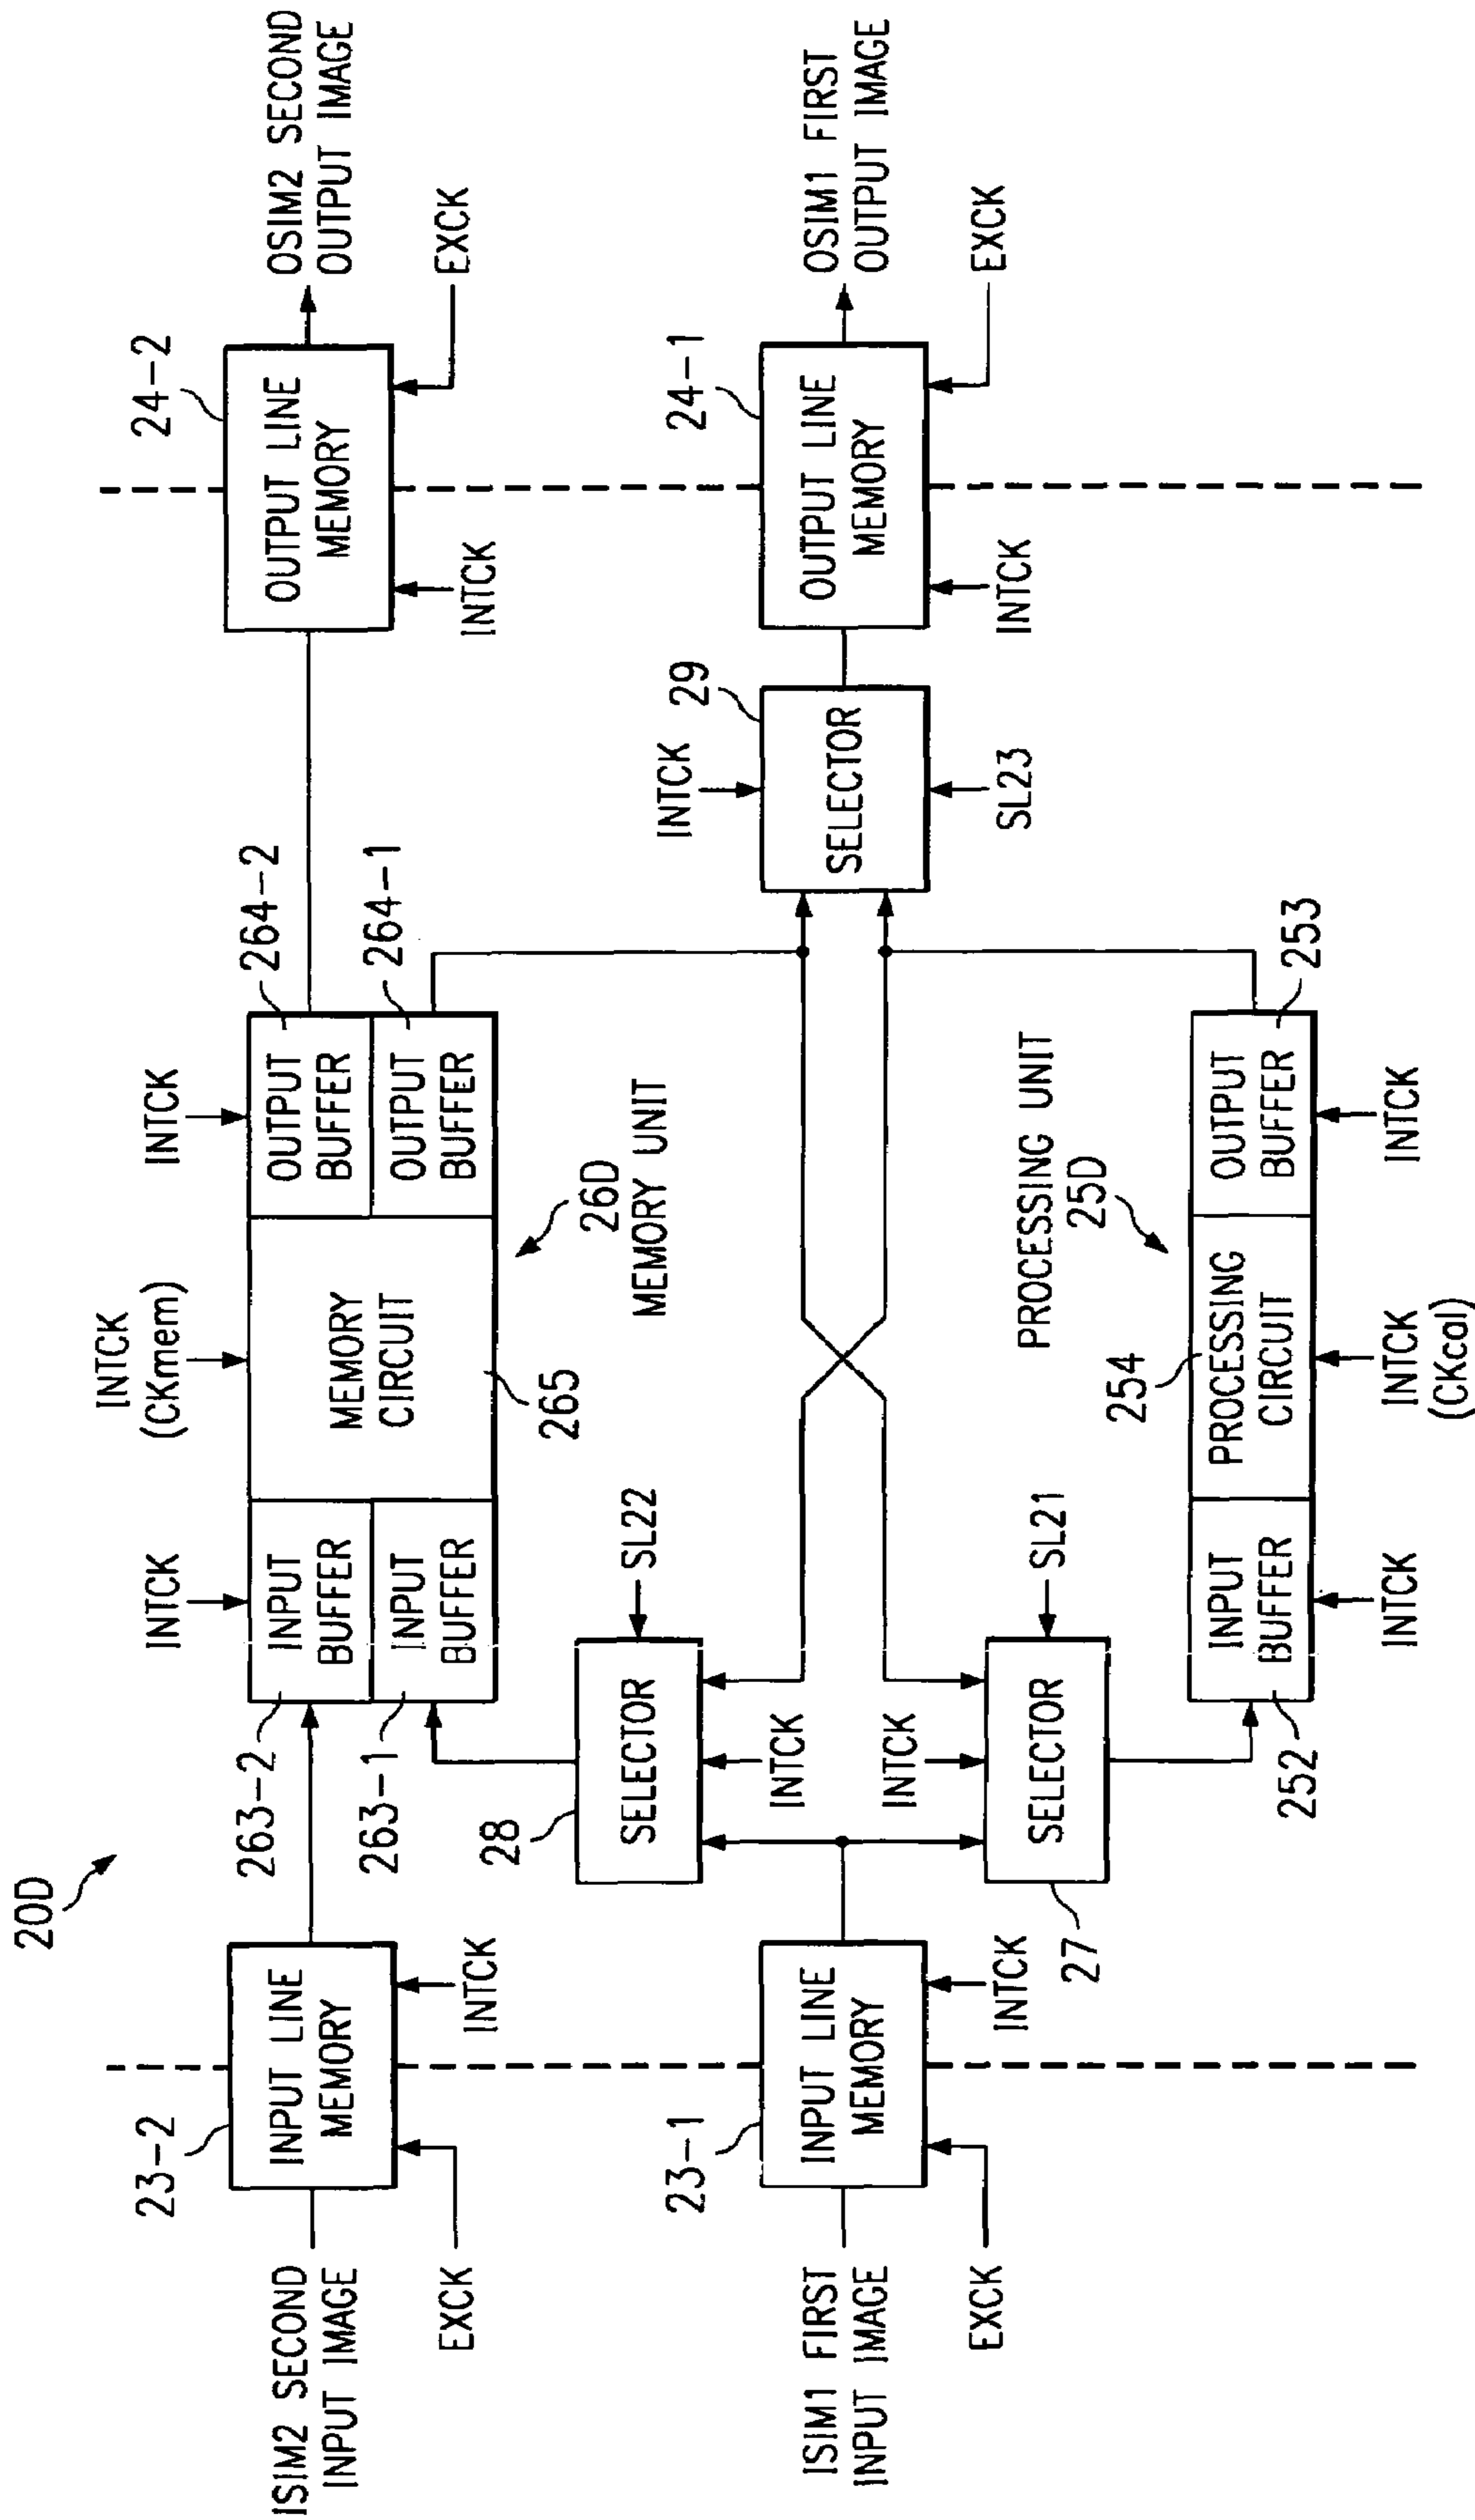 20D
INTCK
INTCK
(CKmem)
INTCK
23-2
263-2
264-2
24-2
ISIM2 SECOND
INPUT IMAGE
INPUT LINE
MEMORY
INPUT
BUFFER
MEMORY
CIRCUIT
OUTPUT
BUFFER
OUTPUT LINE
MEMORY
OSIM2 SECOND
OUTPUT IMAGE
263-1
INPUT
BUFFER
OUTPUT
BUFFER
264-1
EXCK
INTCK
INTCK
EXCK
265
26D
MEMORY UNIT
28
SELECTOR
SL22
INTCK
29
23-1
24-1
INTCK
ISIM1 FIRST
INPUT IMAGE
INPUT LINE
MEMORY
SELECTOR
OUTPUT LINE
MEMORY
OSIM1 FIRST
OUTPUT IMAGE
INTCK
EXCK
INTCK
SL23
INTCK
EXCK
SELECTOR
SL21
27
PROCESSING UNIT
25D
254
252
INPUT
BUFFER
PROCESSING
CIRCUIT
OUTPUT
BUFFER
253
INTCK
INTCK
(CKcal)
INTCK